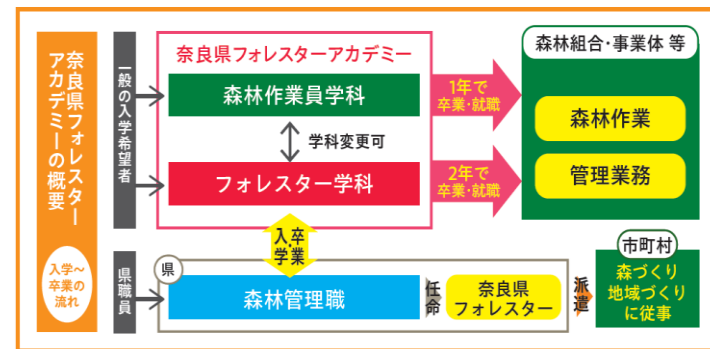 奈良県フォレスター
アカデミーの概要
入学～
卒業の
流れ
一般の入学希望者
奈良県フォレスターアカデミー
森林作業員学科
学科変更可
フォレスター学科
1年で
卒業・就職
2年で
卒業・就職
森林組合・事業体 等
森林作業
管理業務
入学・卒業
県職員
県
森林管理職
任命
奈良県
フォレスター
派遣
市町村
森づくり
地域づくり
に従事